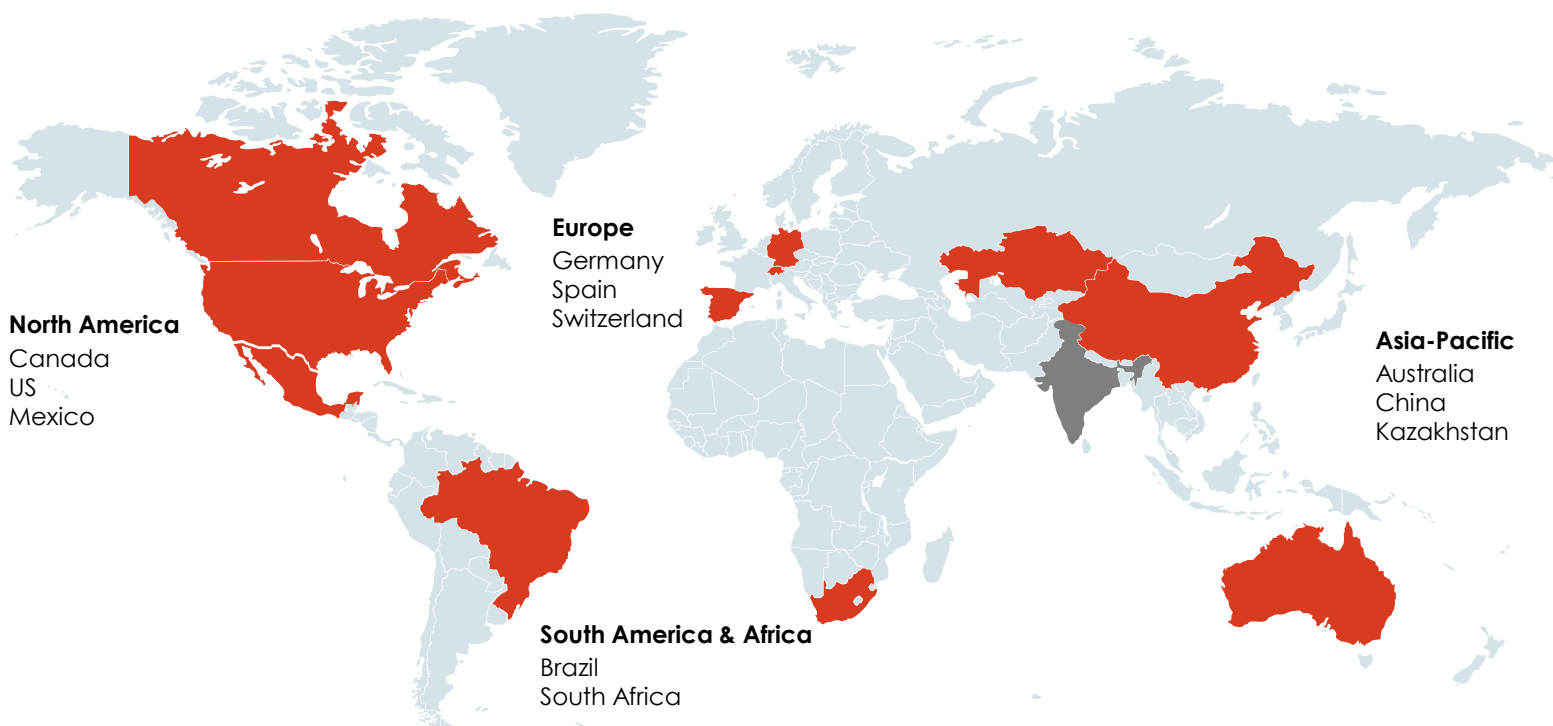 North America
Canada
US
Mexico
Europe
Germany
Spain
Switzerland
South America & Africa
Brazil
South Africa
Asia-Pacific
Australia
China
Kazakhstan